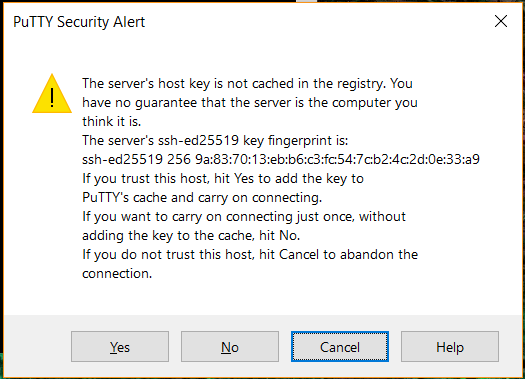 PuTTY Security Alert
The server's host key is not cached in the registry. You
have no guarantee that the server is the computer you
think it is.
The server's ssh-ed25519 key fingerprint is:
ssh-ed25519 256 9a:83:70:13:eb:b6:c3:fc:54:7c:b2:4c:2d:0e:33:a9
If you trust this host, hit Yes to add the key to
PuTTY's cache and carry on connecting.
If you want to carry on connecting just once, without
adding the key to the cache, hit No.
If you do not trust this host, hit Cancel to abandon the
connection.
Yes
No
Cancel
Help